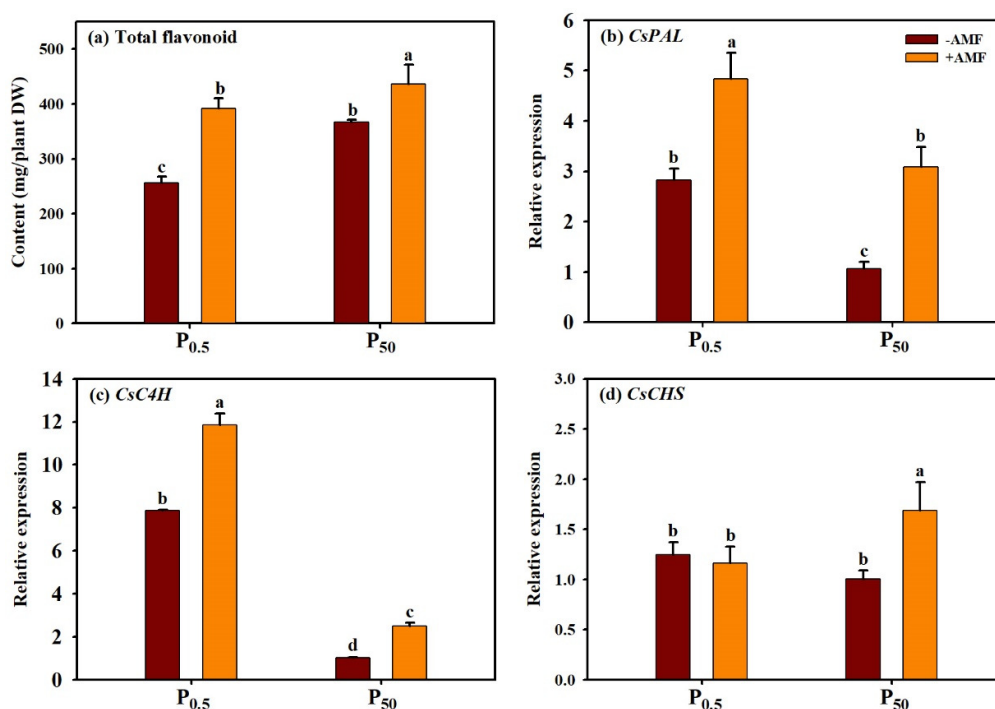 (a) Total flavonoid
Content (mg/plant DW)
500
400
300
200
100
0
c
b
b
a
P0.5
P50
(b) CsPAL
-AMF
+AMF
Relative expression
6
5
4
3
2
1
0
b
a
c
b
P0.5
P50
(c) CsC4H
Relative expression
14
12
10
8
6
4
2
0
b
a
d
c
P0.5
P50
(d) CsCHS
Relative expression
3.0
2.5
2.0
1.5
1.0
0.5
0.0
b
b
b
a
P0.5
P50